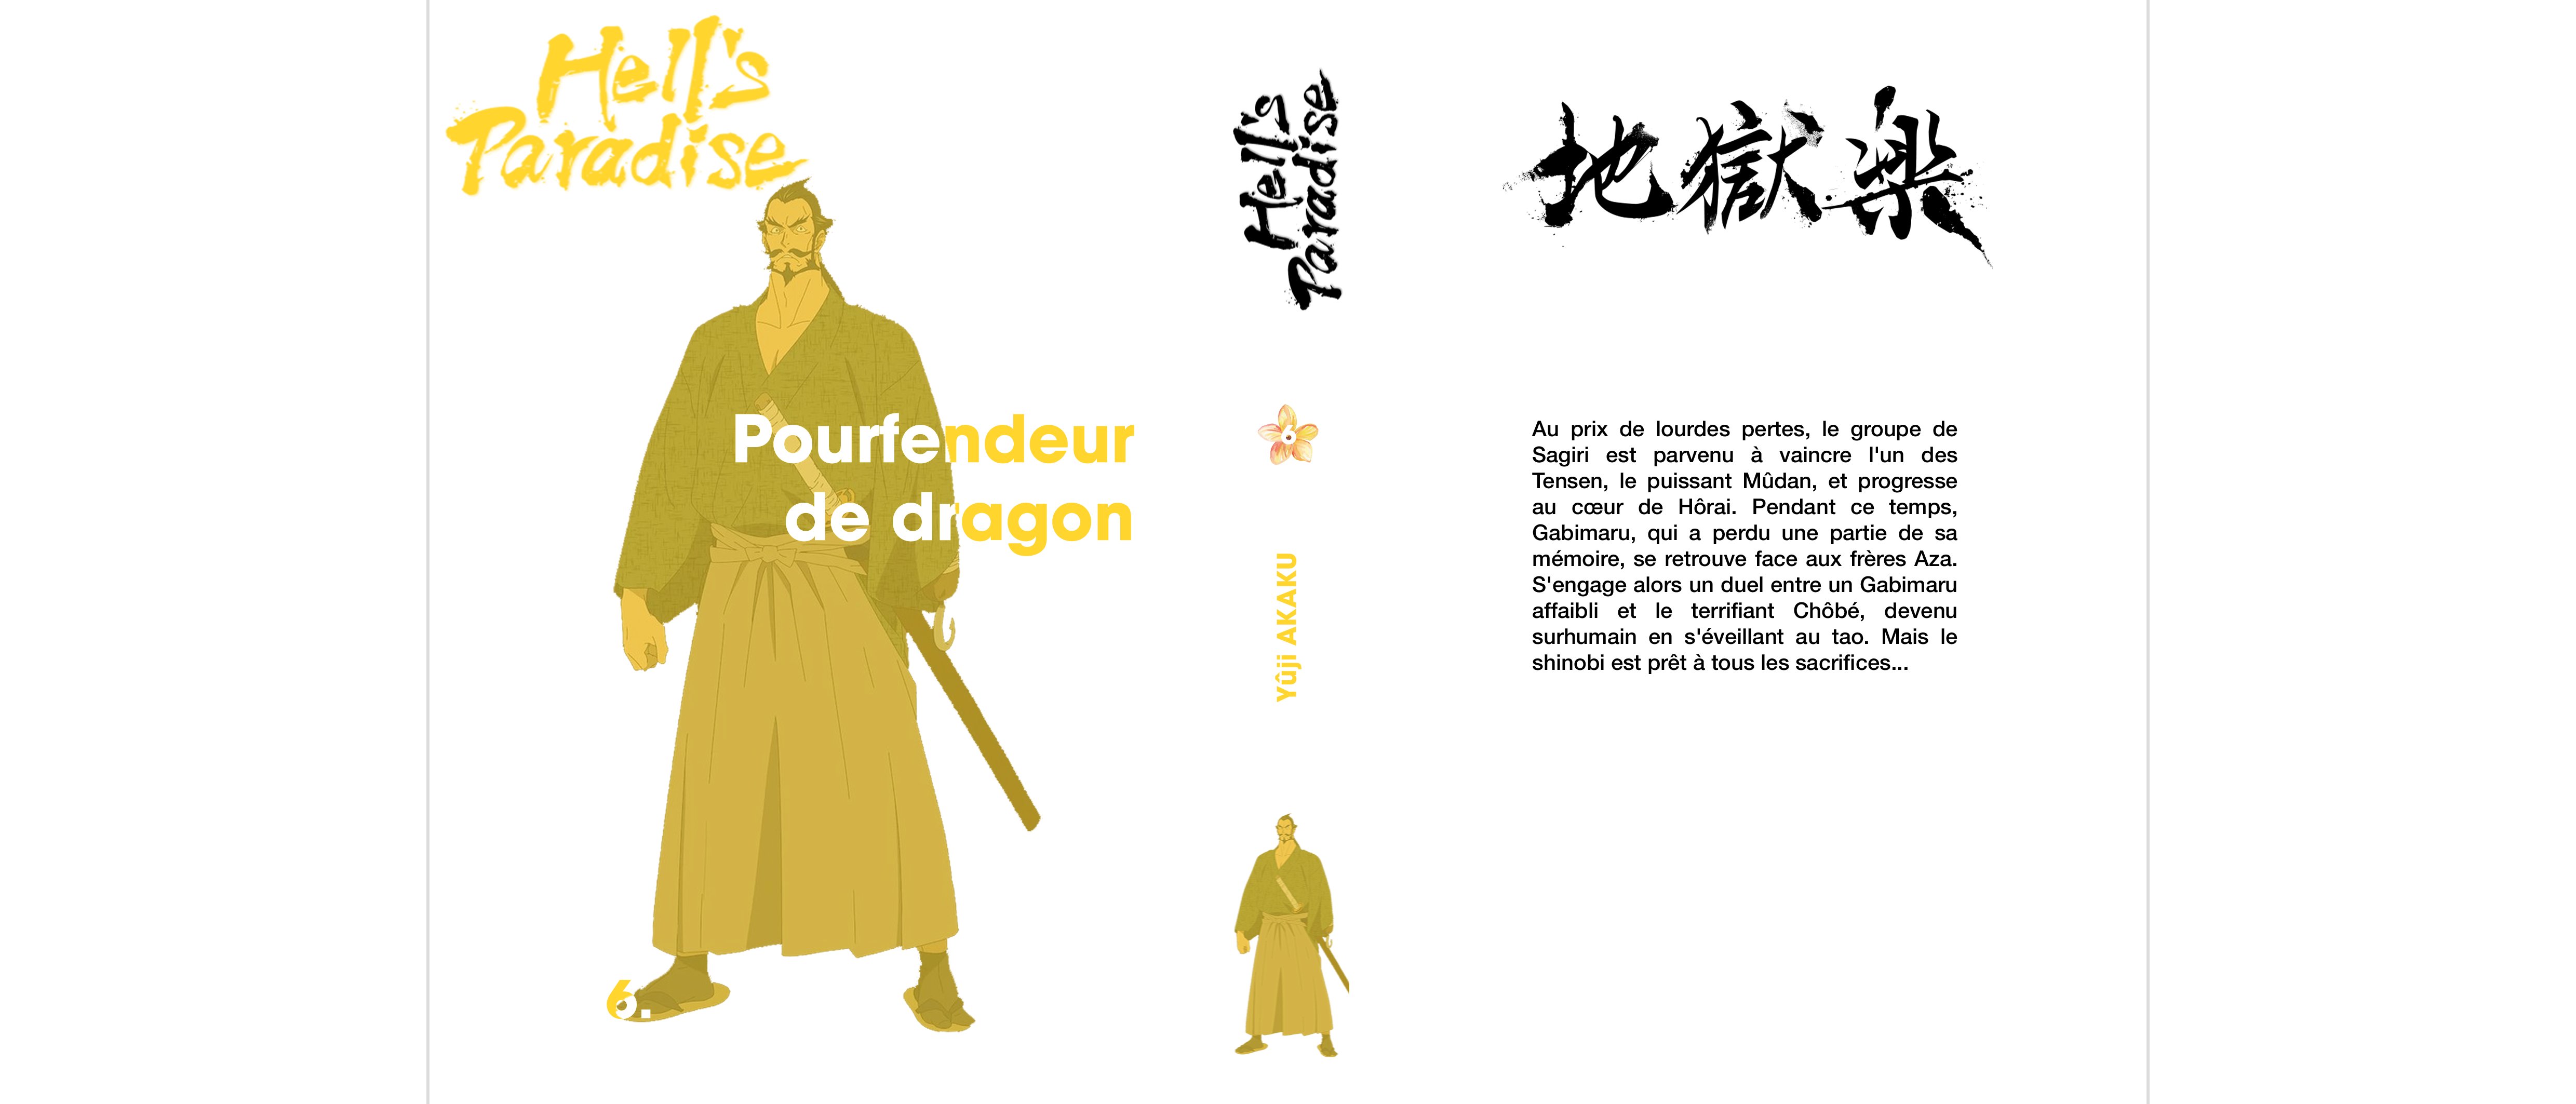 Hell's
Paradise
Pourfendeur
de dragon
6.
Hell's
Paradise
6
Yûji AKAKU
地獄楽
Au prix de lourdes pertes, le groupe de
Sagiri est parvenu à vaincre l'un des
Tensen, le puissant Mûdan, et progresse
au cœur de Hôrai. Pendant ce temps,
Gabimaru, qui a perdu une partie de sa
mémoire, se retrouve face aux frères Aza.
S'engage alors un duel entre un Gabimaru
affaibli et le terrifiant Chôbé, devenu
surhumain en s'éveillant au tao. Mais le
shinobi est prêt à tous les sacrifices...